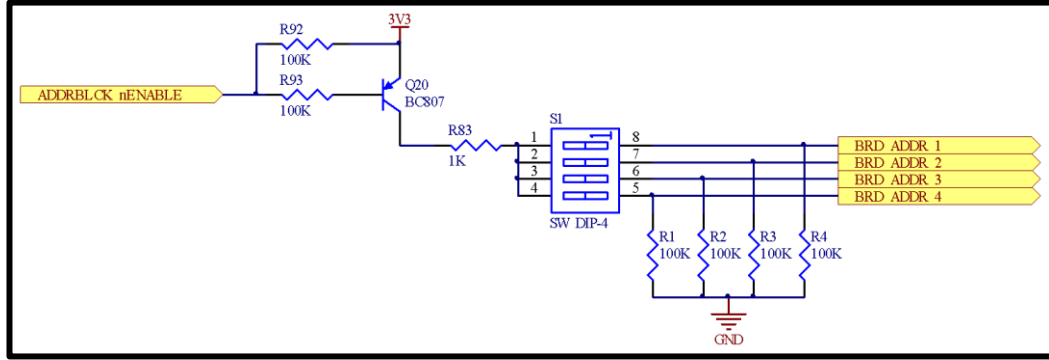 3V3
R92
100K
R93
100K
ADDRBLCK nENABLE
Q20
BC807
R83
1K
S1
1
1 8
2 7
3 6
4 5
SW DIP-4
BRD ADDR 1
BRD ADDR 2
BRD ADDR 3
BRD ADDR 4
R1 R2 R3 R4
100K 100K 100K 100K
GND